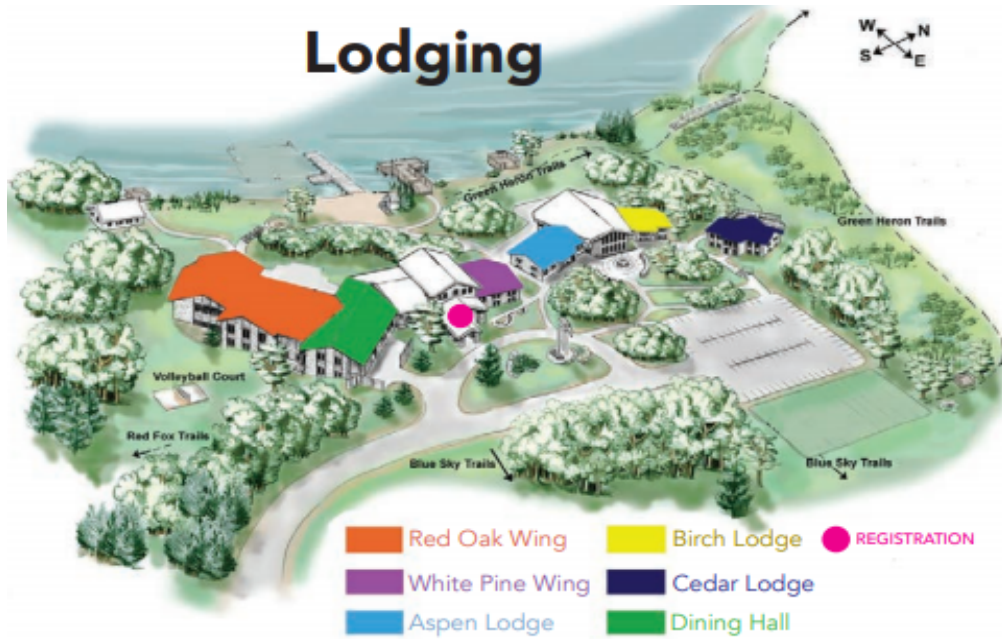 Lodging
W N
S E
Green Heron Trails
Green Heron Trails
Volleyball Court
Red Fox Trails
Blue Sky Trails
Blue Sky Trails
Red Oak Wing
Birch Lodge
REGISTRATION
White Pine Wing
Cedar Lodge
Aspen Lodge
Dining Hall